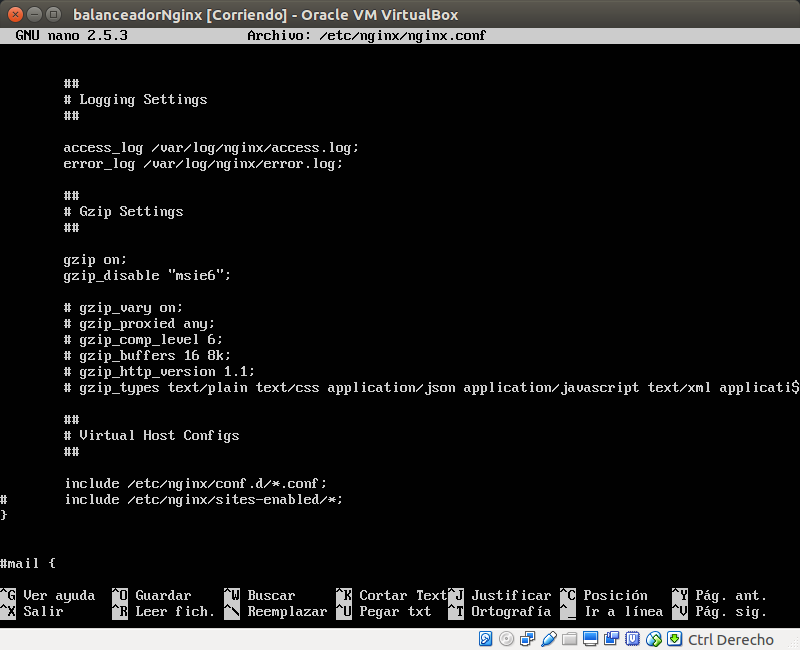 balanceadorNginx [Corriendo] - Oracle VM VirtualBox
GNU nano 2.5.3 Archivo: /etc/nginx/nginx.conf
##
# Logging Settings
##
access_log /var/log/nginx/access.log;
error_log /var/log/nginx/error.log;
##
# Gzip Settings
##
gzip on;
gzip_disable "msie6";
# gzip_vary on;
# gzip_proxied any;
# gzip_comp_level 6;
# gzip_buffers 16 8k;
# gzip_http_version 1.1;
# gzip_types text/plain text/css application/json application/javascript text/xml applicati$
##
# Virtual Host Configs
##
include /etc/nginx/conf.d/*.conf;
# include /etc/nginx/sites-enabled/*;
}
#mail {
^G Ver ayuda ^O Guardar ^W Buscar ^K Cortar Text ^J Justificar ^C Posición ^Y Pág. ant.
^X Salir ^R Leer fich. ^\ Reemplazar ^U Pegar txt ^T Ortografía ^_ Ir a línea ^V Pág. sig.
Ctrl Derecho